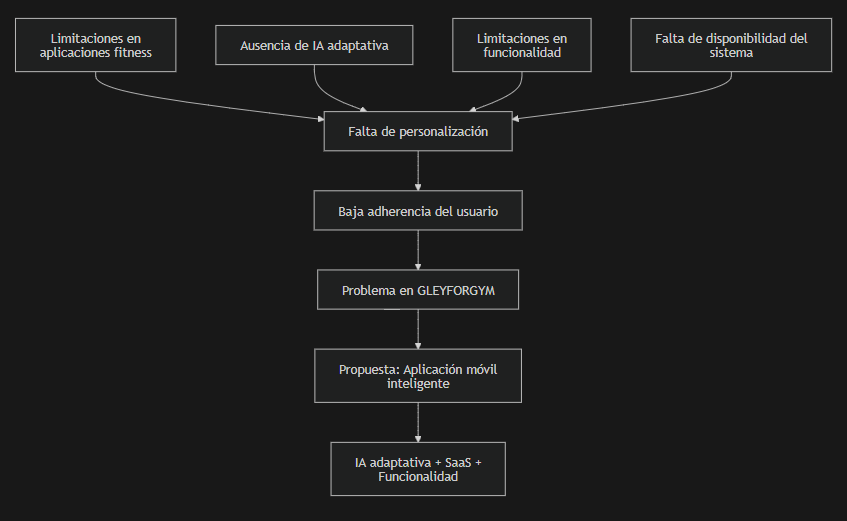 Limitaciones en
aplicaciones fitness
Ausencia de IA adaptativa
Limitaciones en
funcionalidad
Falta de disponibilidad del
sistema
Falta de personalización
Baja adherencia del usuario
Problema en GLEYFORGYM
Propuesta: Aplicación móvil
inteligente
IA adaptativa + SaaS +
Funcionalidad